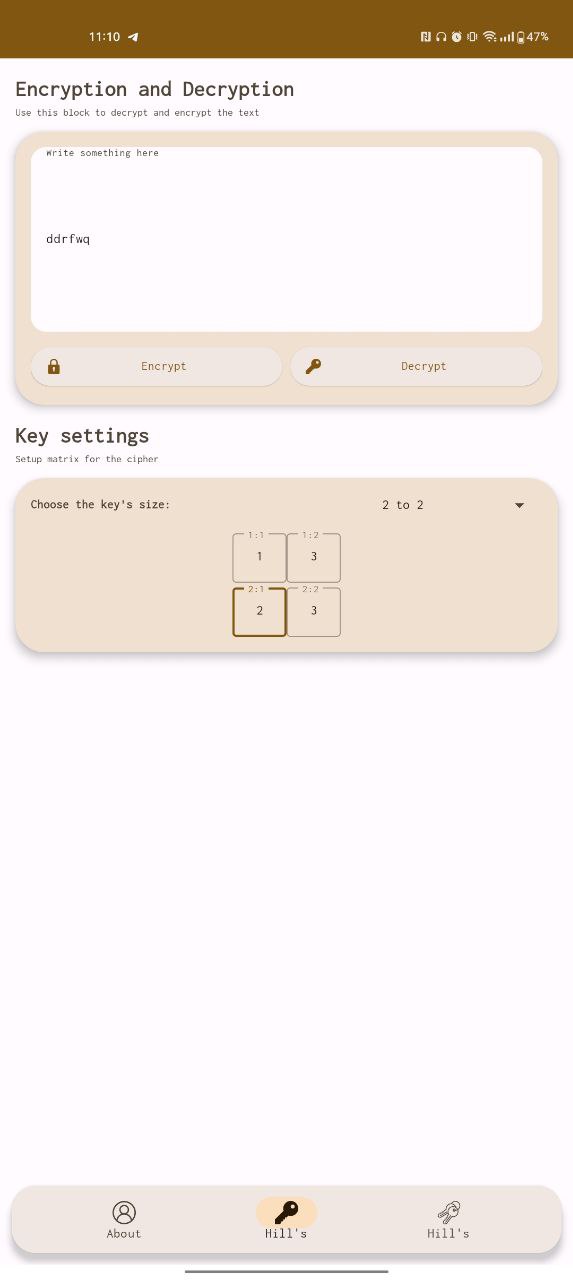 11:10 47%
Encryption and Decryption
Use this block to decrypt and encrypt the text
Write something here
ddrfwq
Encrypt Decrypt
Key settings
Setup matrix for the cipher
Choose the key's size: 2 to 2
1:1 1:2
1 3
2:1 2:2
2 3
About Hill's Hill's